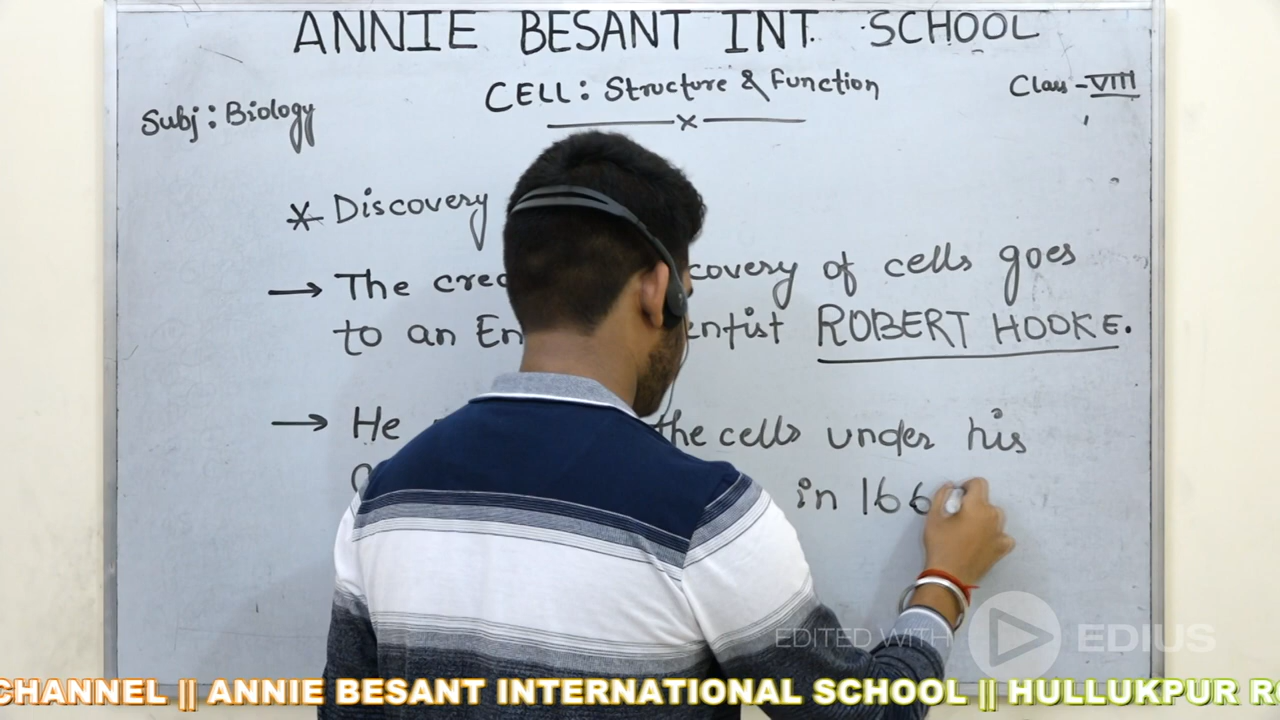 ANNIE BESANT INT. SCHOOL
CELL: Structure & Function
Class - VIII
Subj: Biology
* Discovery
→ The covery of cells goes
to an entist ROBERT HOOKE.
→ He the cells under his
in 166
EDITED WITH EDIUS
CHANNEL || ANNIE BESANT INTERNATIONAL SCHOOL || HULLUKPUR